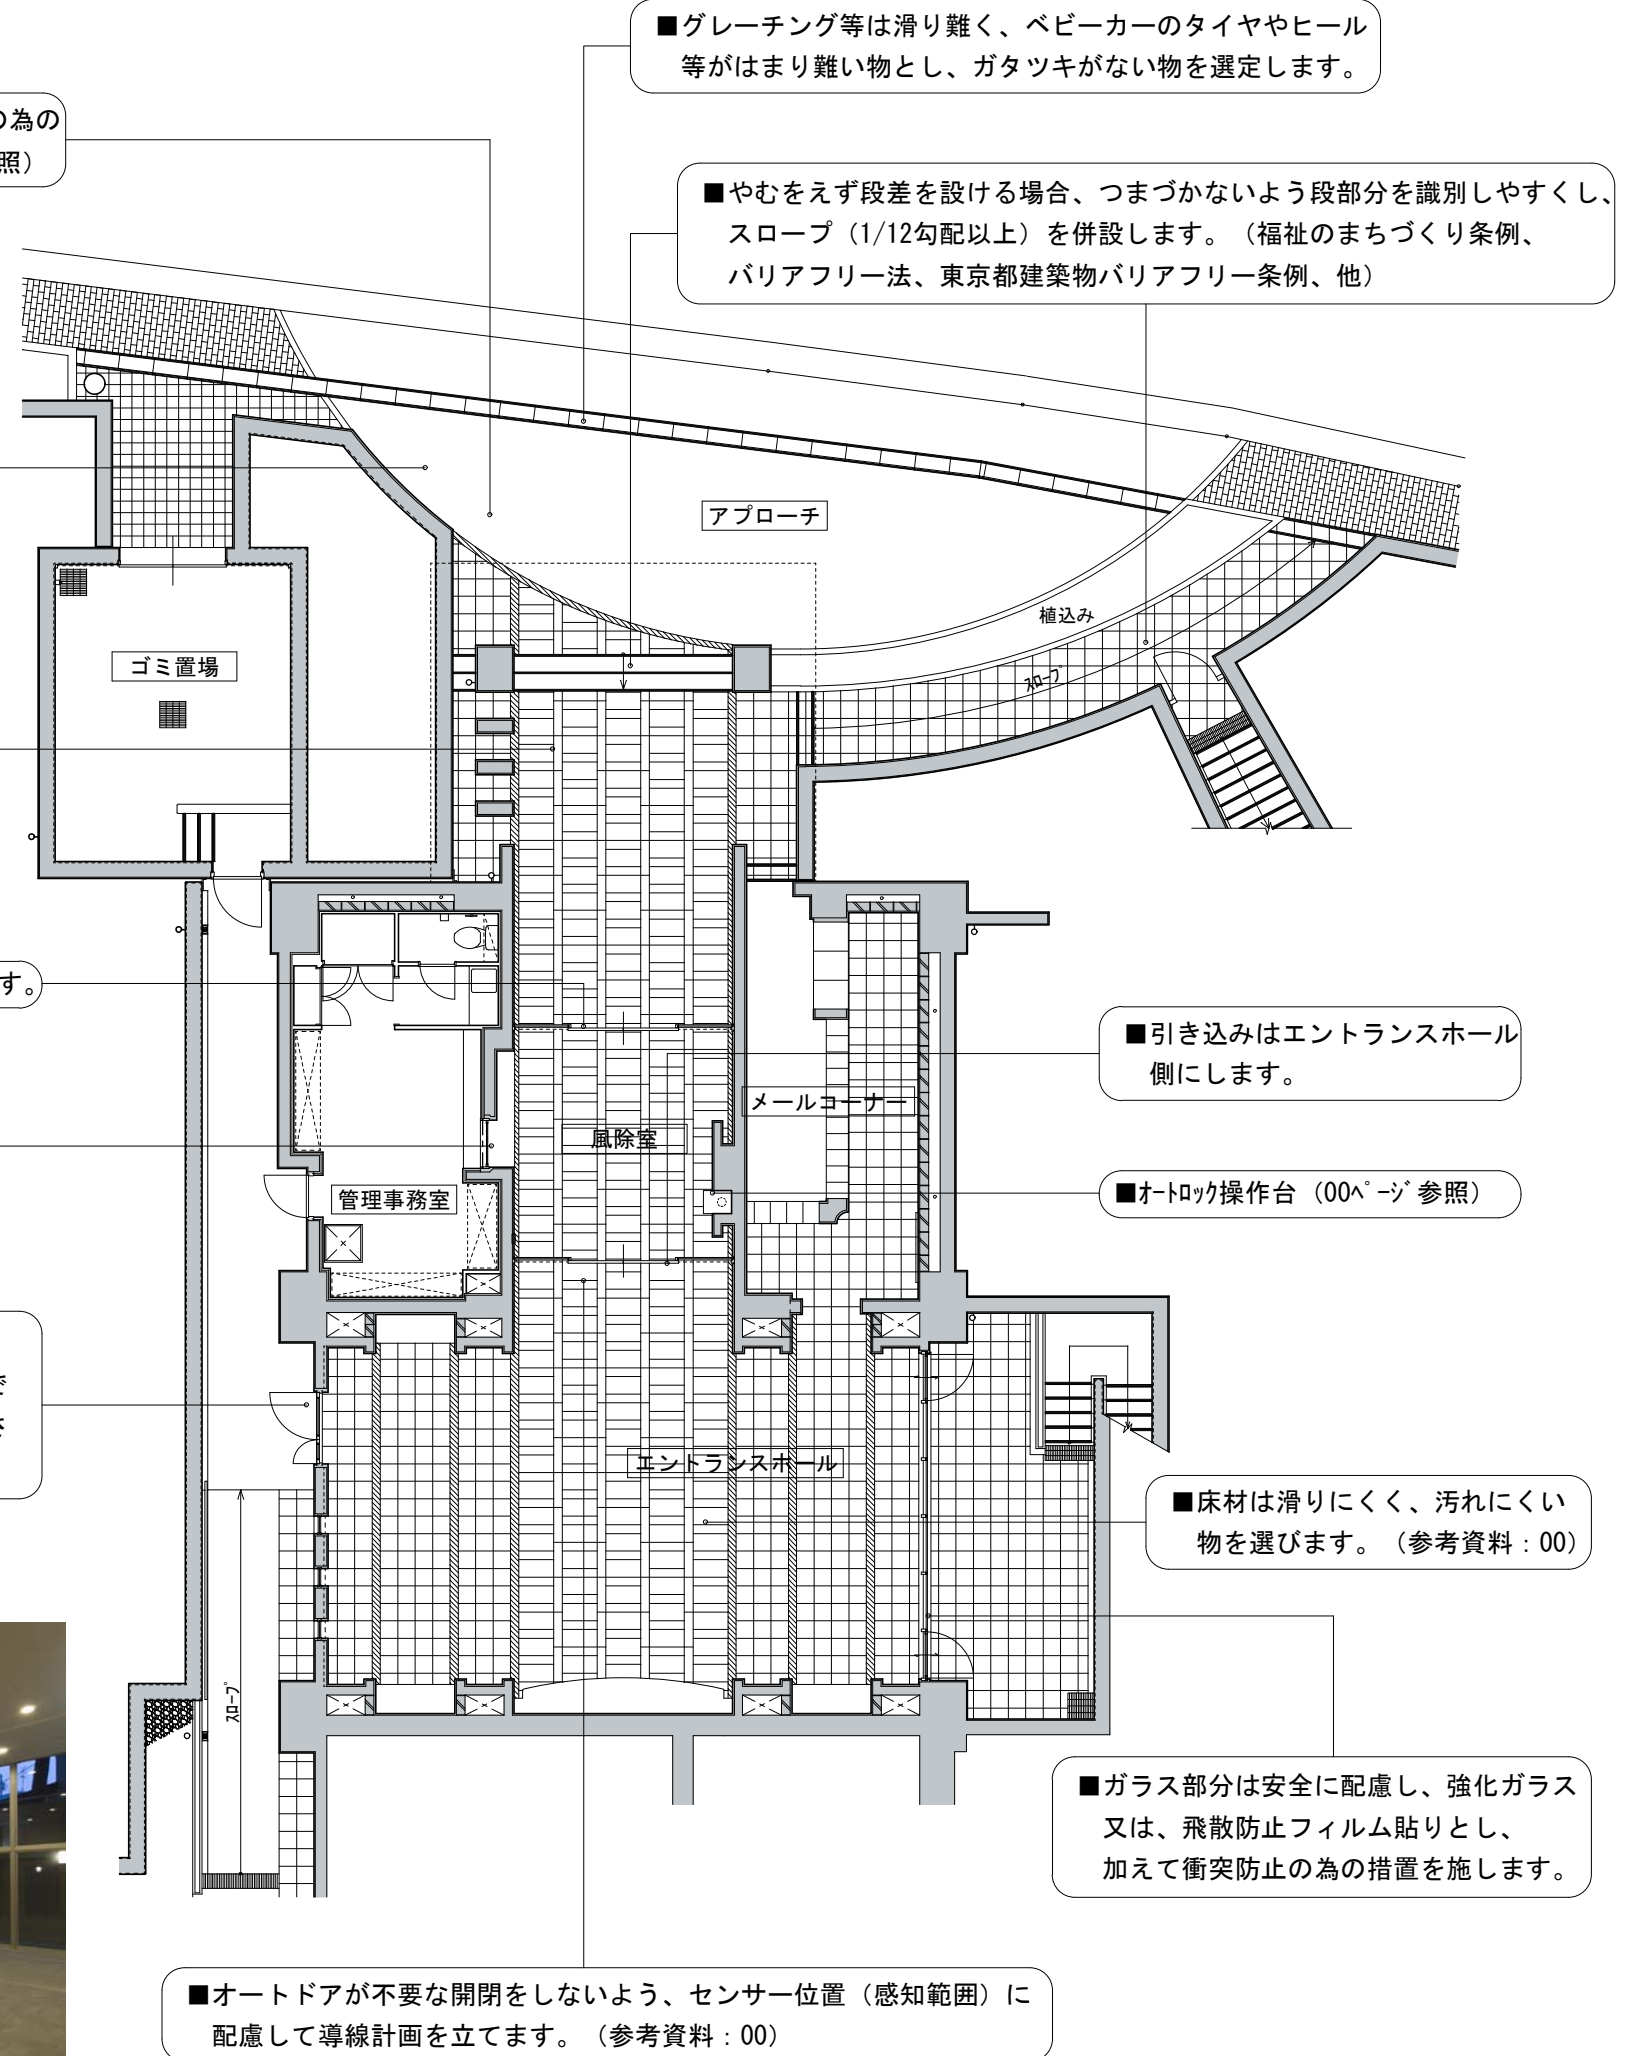 ■グレーチング等は滑り難く、ベビーカーのタイヤやヒール
等がはまり難い物とし、ガタツキがない物を選定します。
の為の
照）
■やむをえず段差を設ける場合、つまづかないよう段部分を識別しやすくし、
スロープ（1/12勾配以上）を併設します。（福祉のまちづくり条例、
バリアフリー法、東京都建築物バリアフリー条例、他）
アプローチ
植込み
ｽﾛｰﾌﾟ
ゴミ置場
す。
■引き込みはエントランスホール
側にします。
メールコーナー
風除室
管理事務室
■ｵｰﾄﾛｯｸ操作台（00ﾍﾟｰｼﾞ参照）
エントランスホール
■床材は滑りにくく、汚れにくい
物を選びます。（参考資料：00）
ｽﾛｰﾌﾟ
■ガラス部分は安全に配慮し、強化ガラス
又は、飛散防止フィルム貼りとし、
加えて衝突防止の為の措置を施します。
■オートドアが不要な開閉をしないよう、センサー位置（感知範囲）に
配慮して導線計画を立てます。（参考資料：00）